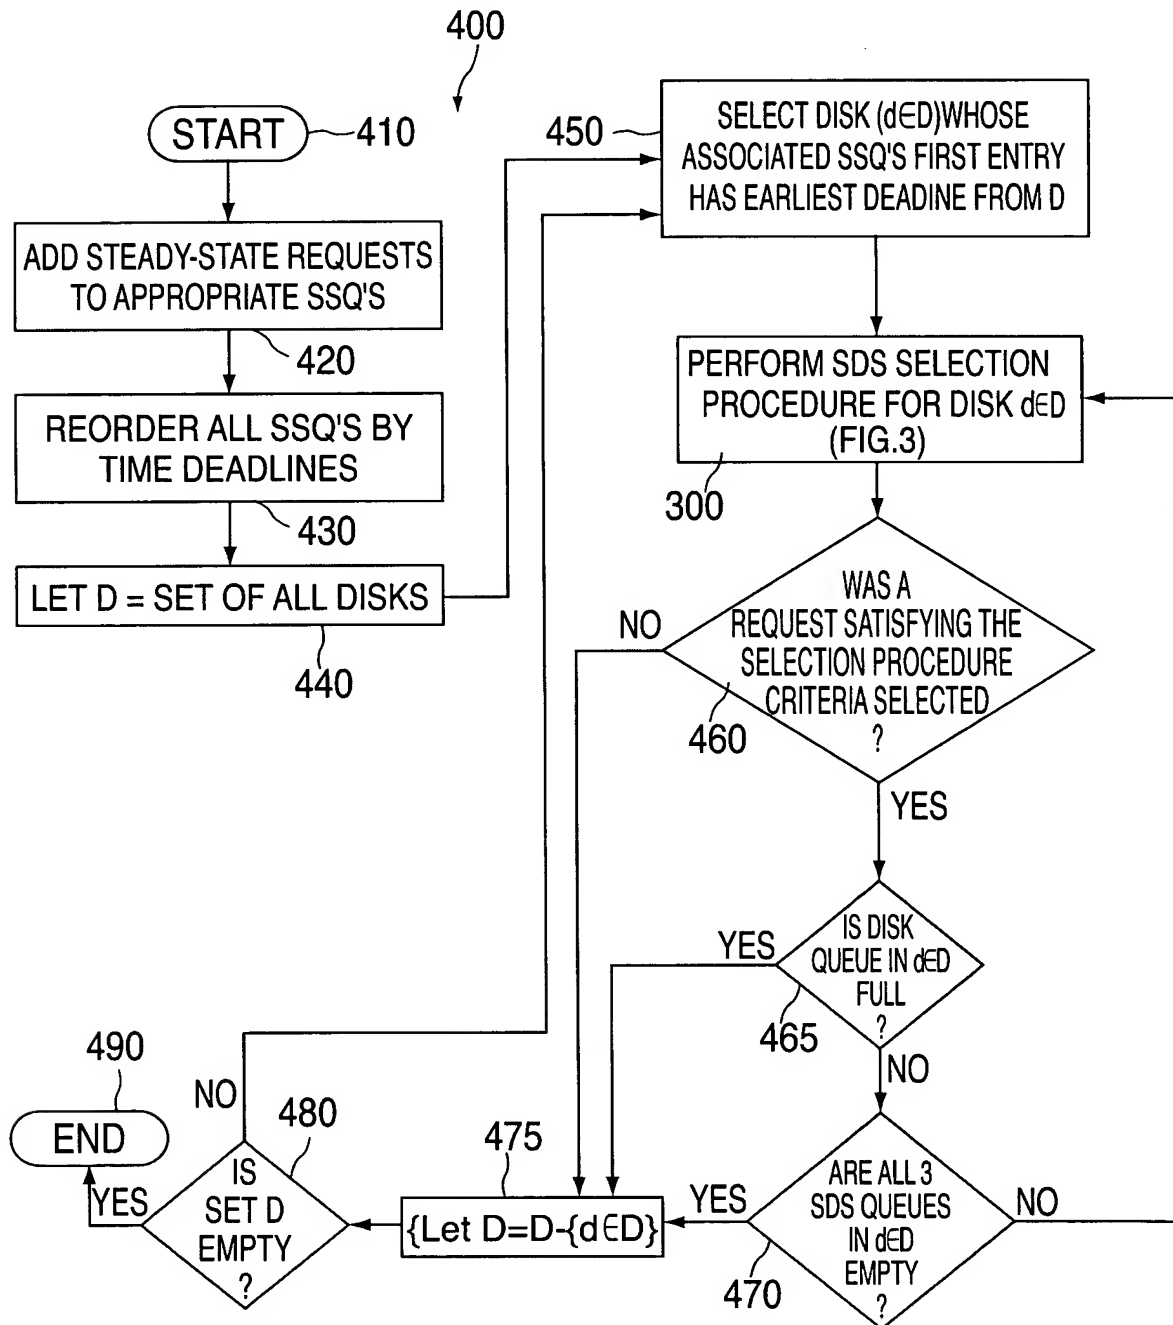 400
START
410
ADD STEADY-STATE REQUESTS
TO APPROPRIATE SSQ'S
420
REORDER ALL SSQ'S BY
TIME DEADLINES
430
LET D = SET OF ALL DISKS
440
450
SELECT DISK (d∈D)WHOSE
ASSOCIATED SSQ'S FIRST ENTRY
HAS EARLIEST DEADINE FROM D
PERFORM SDS SELECTION
PROCEDURE FOR DISK d∈D
(FIG.3)
300
WAS A
REQUEST SATISFYING THE
SELECTION PROCEDURE
CRITERIA SELECTED
?
460
NO
YES
IS DISK
QUEUE IN d∈D
FULL
?
465
YES
NO
ARE ALL 3
SDS QUEUES
IN d∈D
EMPTY
?
470
YES
NO
475
{Let D=D-{d∈D}
480
IS
SET D
EMPTY
?
NO
YES
490
END